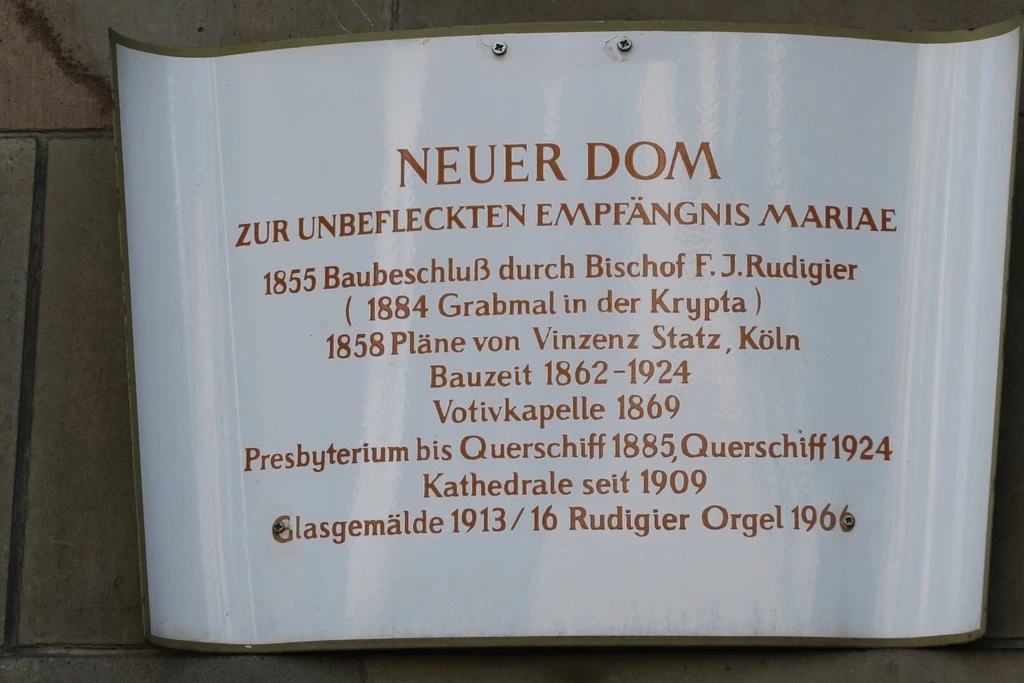 NEUER DOM
ZUR UNBEFLECKTEN EMPFÄNGNIS MARIAE
1855 Baubeschluß durch Bischof F. J. Rudigier
( 1884 Grabmal in der Krypta )
1858 Pläne von Vinzenz Statz, Köln
Bauzeit 1862-1924
Votivkapelle 1869
Presbyterium bis Querschiff 1885, Querschiff 1924
Kathedrale seit 1909
Glasgemälde 1913/16 Rudigier Orgel 1966